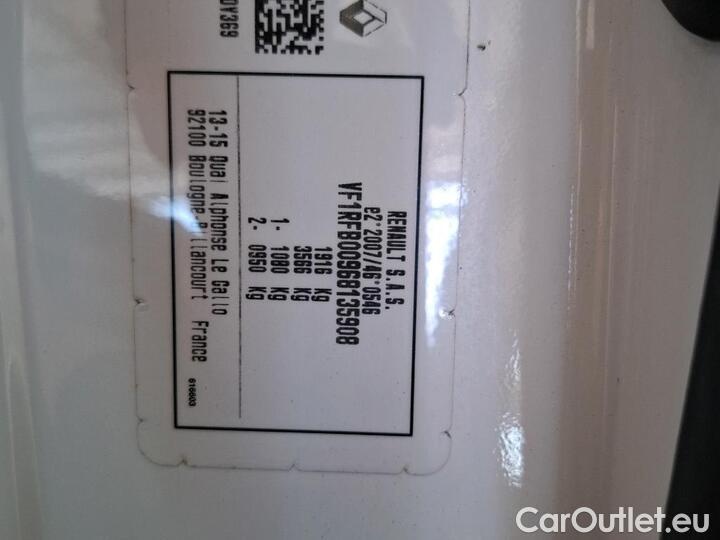 RENAULT S.A.S.
e2*2007/46*0546
VF1RFB00968135908
1916 Kg
3566 Kg
1- 1080 Kg
2- 0950 Kg
13-15 Quai Alphonse Le Gallo
92100 Boulogne-Billancourt France
616603
CarOutlet.eu